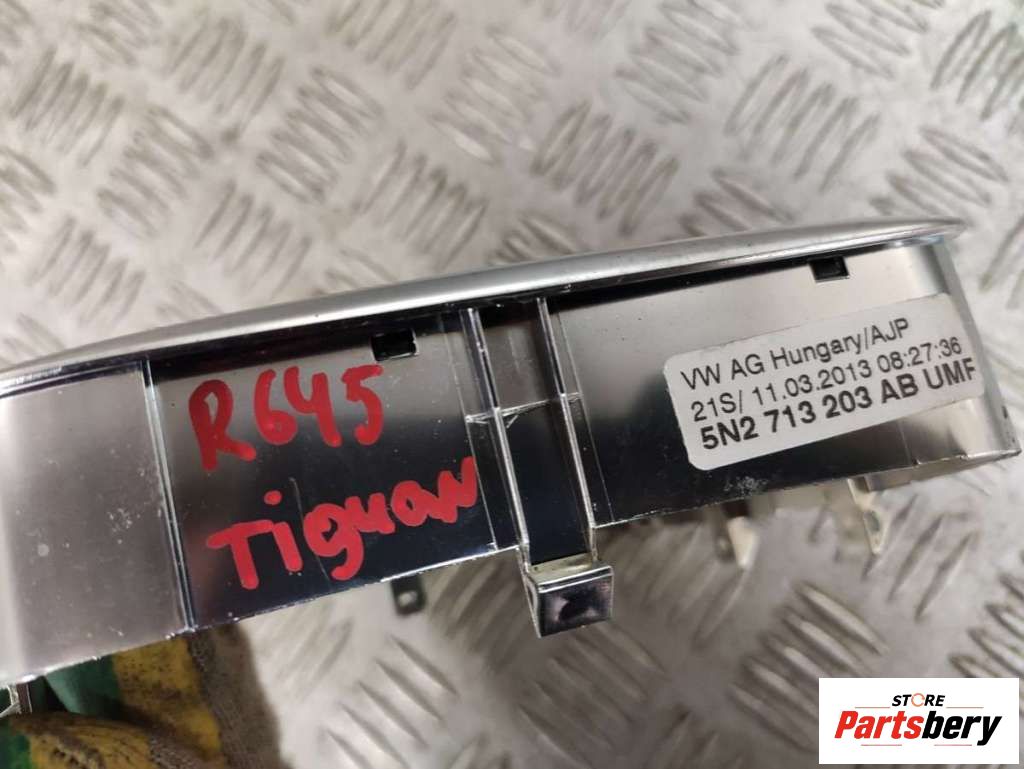 R645
Tiguan
VW AG Hungary/AJP
21S/ 11.03.2013 08:27:36
5N2 713 203 AB UMF
STORE
Partsbery